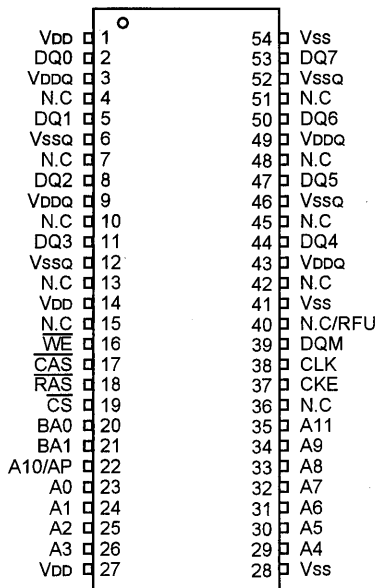 VDD 1 54 Vss
DQ0 2 53 DQ7
VDDQ 3 52 VssQ
N.C 4 51 N.C
DQ1 5 50 DQ6
VssQ 6 49 VDDQ
N.C 7 48 N.C
DQ2 8 47 DQ5
VDDQ 9 46 VssQ
N.C 10 45 N.C
DQ3 11 44 DQ4
VssQ 12 43 VDDQ
N.C 13 42 N.C
VDD 14 41 Vss
N.C 15 40 N.C/RFU
W̅E̅ 16 39 DQM
C̅A̅S̅ 17 38 CLK
R̅A̅S̅ 18 37 CKE
C̅S̅ 19 36 N.C
BA0 20 35 A11
BA1 21 34 A9
A10/AP 22 33 A8
A0 23 32 A7
A1 24 31 A6
A2 25 30 A5
A3 26 29 A4
VDD 27 28 Vss